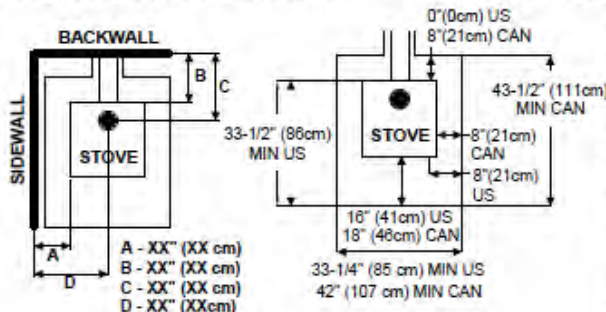 BACKWALL
SIDEWALL
B
C
STOVE
A
D
A - XX" (XX cm)
B - XX" (XX cm)
C - XX" (XX cm)
D - XX" (XXcm)
0"(0cm) US
8"(21cm) CAN
43-1/2" (111cm)
MIN CAN
33-1/2" (86cm)
MIN US
STOVE
8"(21cm)
CAN
8"(21cm)
US
16" (41cm) US
18" (46cm) CAN
33-1/4" (85 cm) MIN US
42" (107 cm) MIN CAN